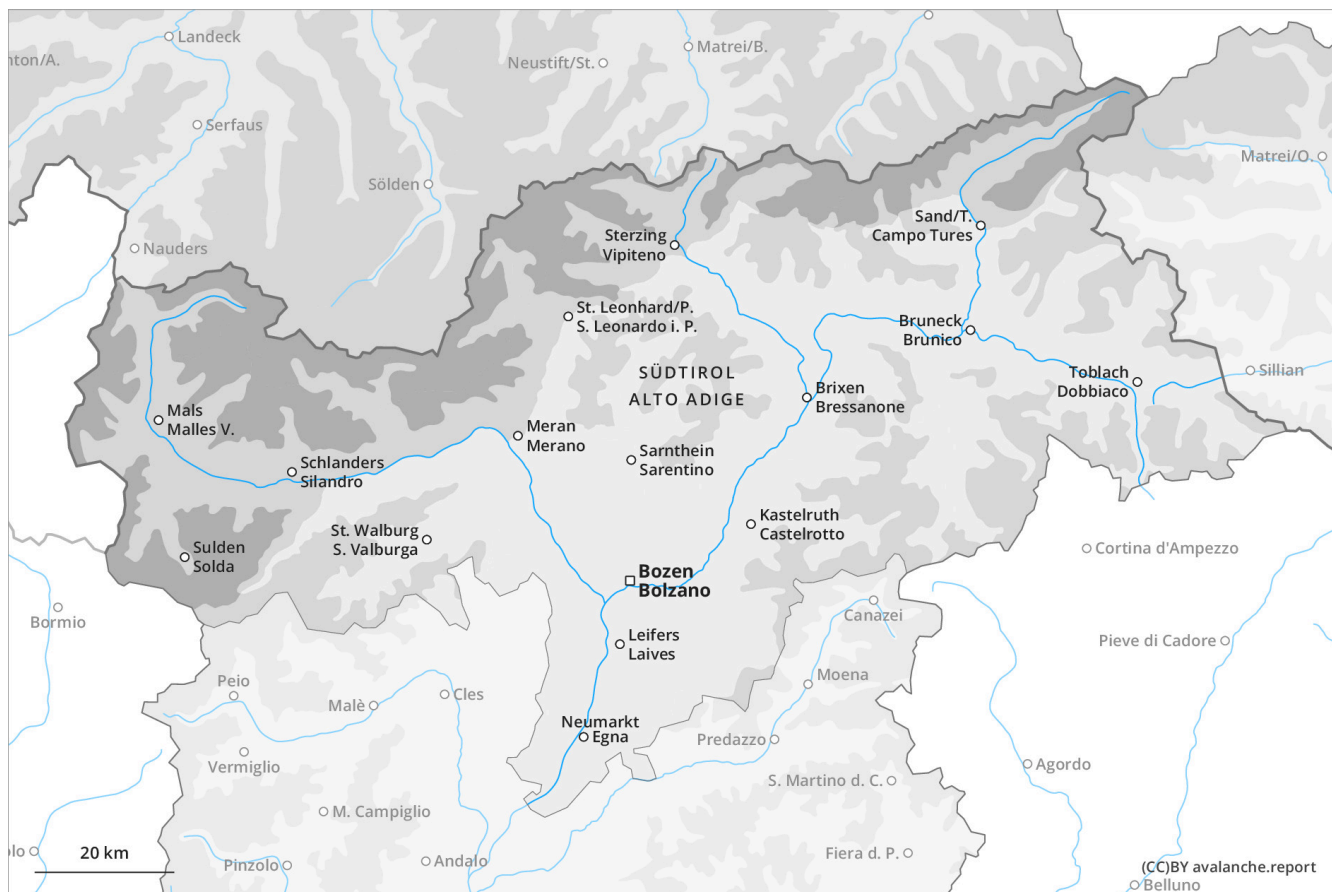 Landeck
nton/A.
Matrei/B.
Neustift/St.
Serfaus
Matrei/O.
Sölden
Sand/T.
Campo Tures
Sterzing
Vipiteno
Nauders
St. Leonhard/P.
S. Leonardo i. P.
Bruneck
Brunico
SÜDTIROL
ALTO ADIGE
Toblach
Dobbiaco
Sillian
Brixen
Bressanone
Mals
Malles V.
Meran
Merano
Sarnthein
Sarentino
Schlanders
Silandro
Kastelruth
Castelrotto
St. Walburg
S. Valburga
Sulden
Solda
Cortina d'Ampezzo
Bozen
Bolzano
Bormio
Canazei
Leifers
Laives
Pieve di Cadore
Peio
Moena
Malè
Cles
Neumarkt
Egna
Predazzo
Vermiglio
Agordo
S. Martino d. C.
M. Campiglio
20 km
olo
Pinzolo
Andalo
Fiera d. P.
(CC)BY avalanche.report
Belluno